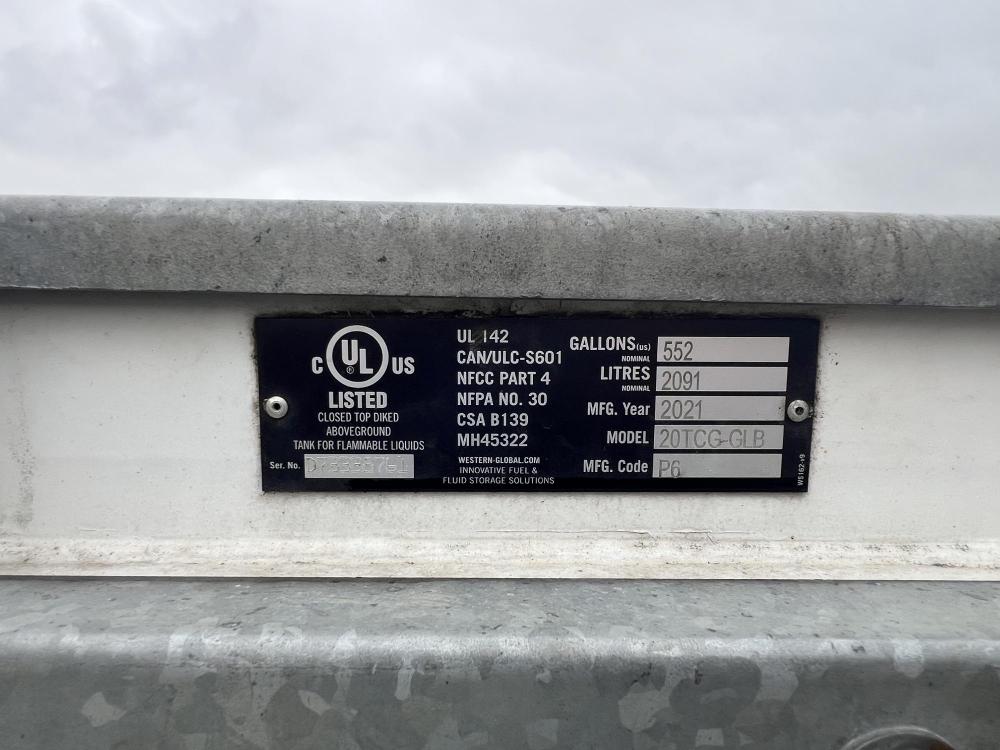 C UL ® US
LISTED
CLOSED TOP DIKED
ABOVEGROUND
TANK FOR FLAMMABLE LIQUIDS
Ser. No.
UL 142
CAN/ULC-S601
NFCC PART 4
NFPA NO. 30
CSA B139
MH45322
WESTERN-GLOBAL.COM
INNOVATIVE FUEL &
FLUID STORAGE SOLUTIONS
GALLONS(US) NOMINAL 552
LITRES NOMINAL 2091
MFG. Year 2021
MODEL 20TCG-GLB
MFG. Code P6
W5162-v9